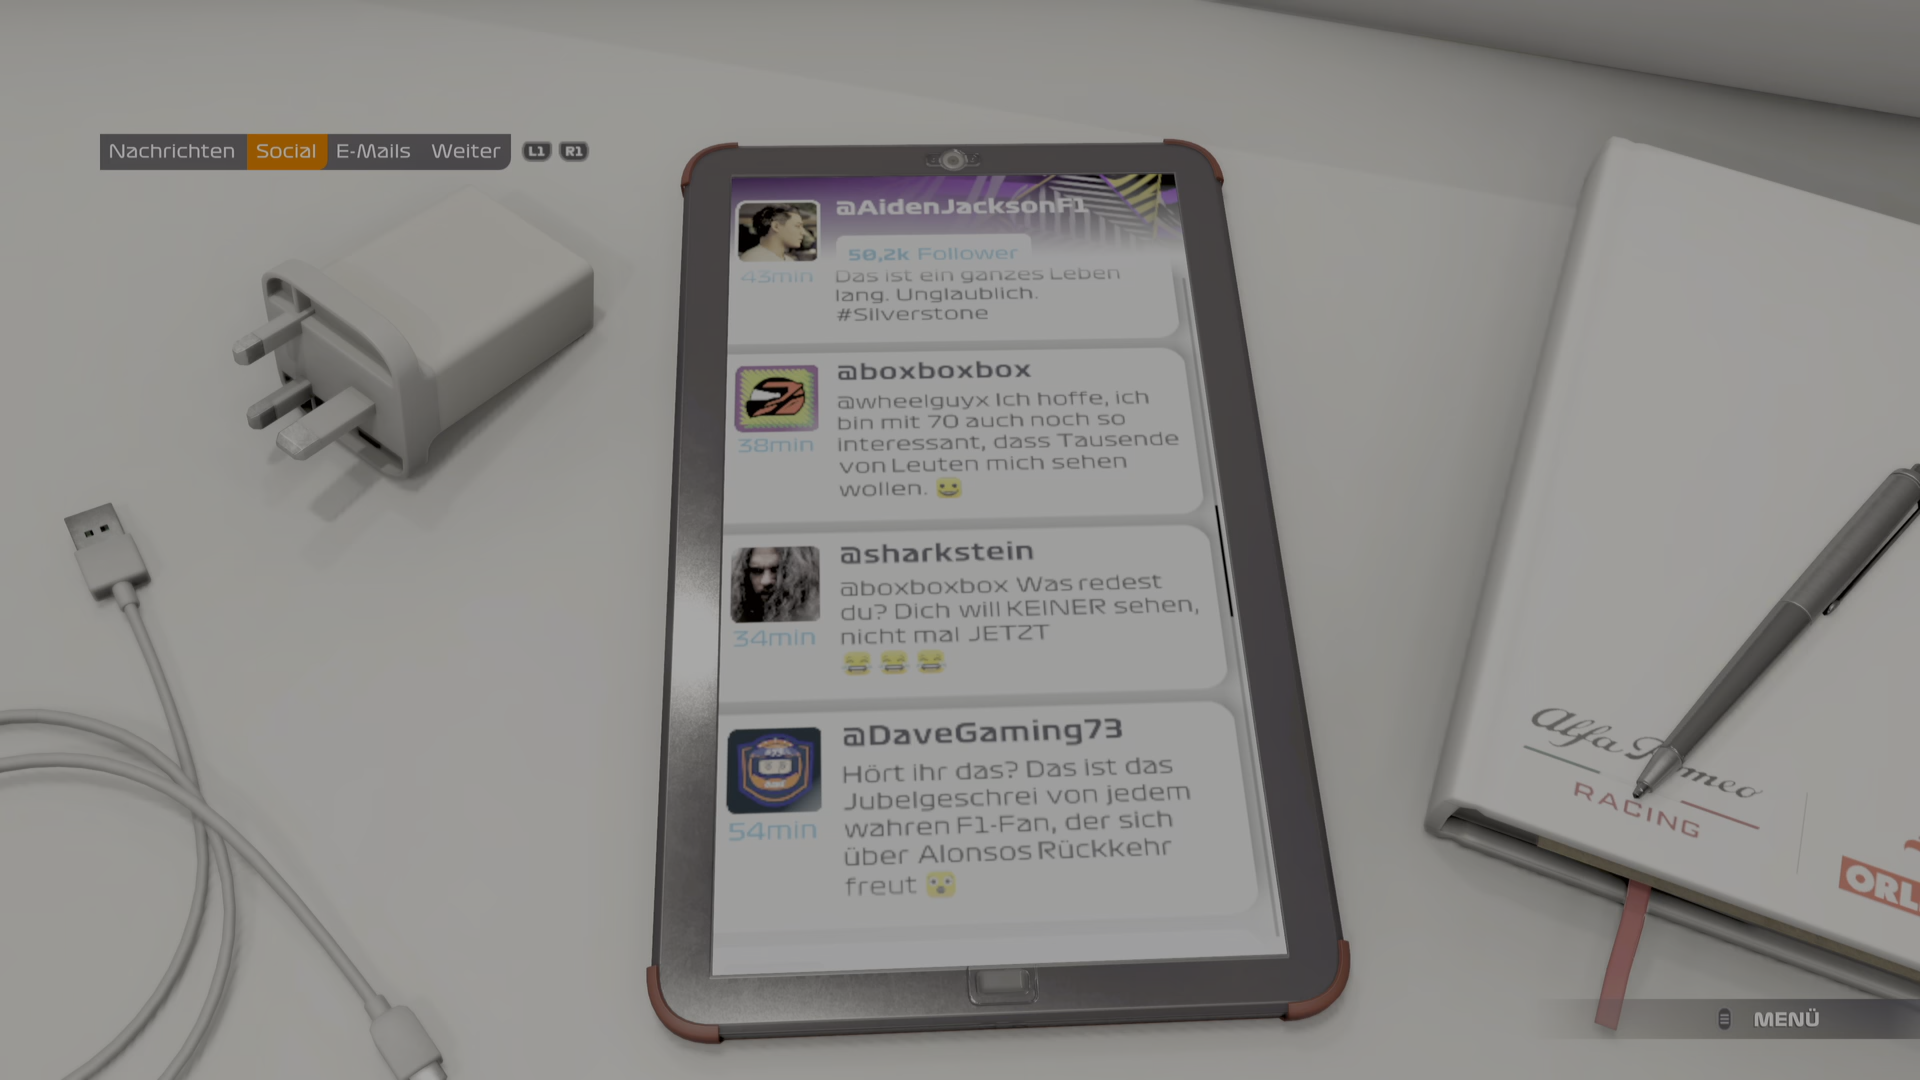 Nachrichten Social E-Mails Weiter L1 R1
@AidenJacksonF1
50,2k Follower
43min
Das ist ein ganzes Leben
lang. Unglaublich.
#Silverstone
@boxboxbox
38min
@wheelguyx Ich hoffe, ich
bin mit 70 auch noch so
interessant, dass Tausende
von Leuten mich sehen
wollen. 😀
@sharkstein
34min
@boxboxbox Was redest
du? Dich will KEINER sehen,
nicht mal JETZT
😂 😂 😂
@DaveGaming73
54min
Hört ihr das? Das ist das
Jubelgeschrei von jedem
wahren F1-Fan, der sich
über Alonsos Rückkehr
freut 😮
Alfa Romeo
RACING
ORL
MENÜ